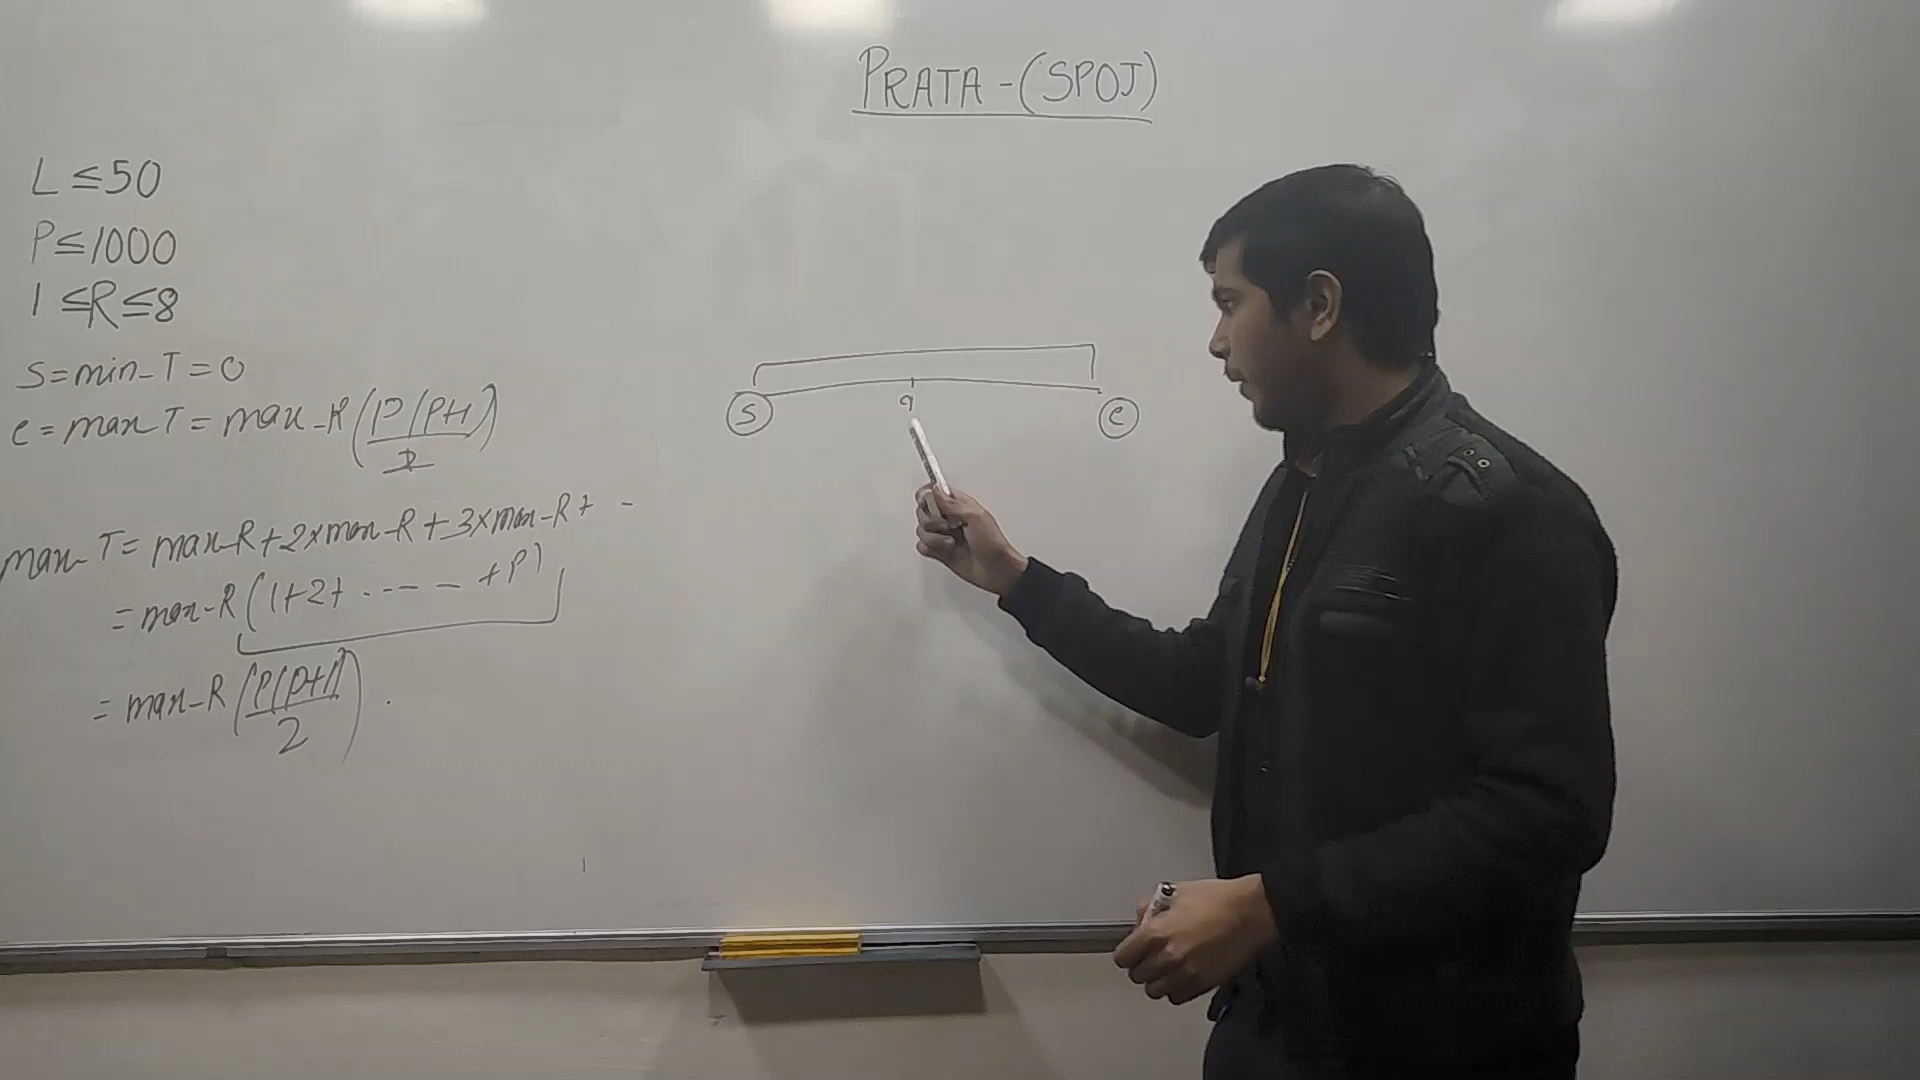 PRATA - (SPOJ)
L ≤ 50
P ≤ 1000
1 ≤ R ≤ 8
S = min_T = 0
e = max_T = max_R (P(P+1)/2)
max_T = max_R + 2 x max_R + 3 x max_R + -
= max_R (1 + 2 + .---- + P)
= max_R (P(P+1)/2) .
S
q
e